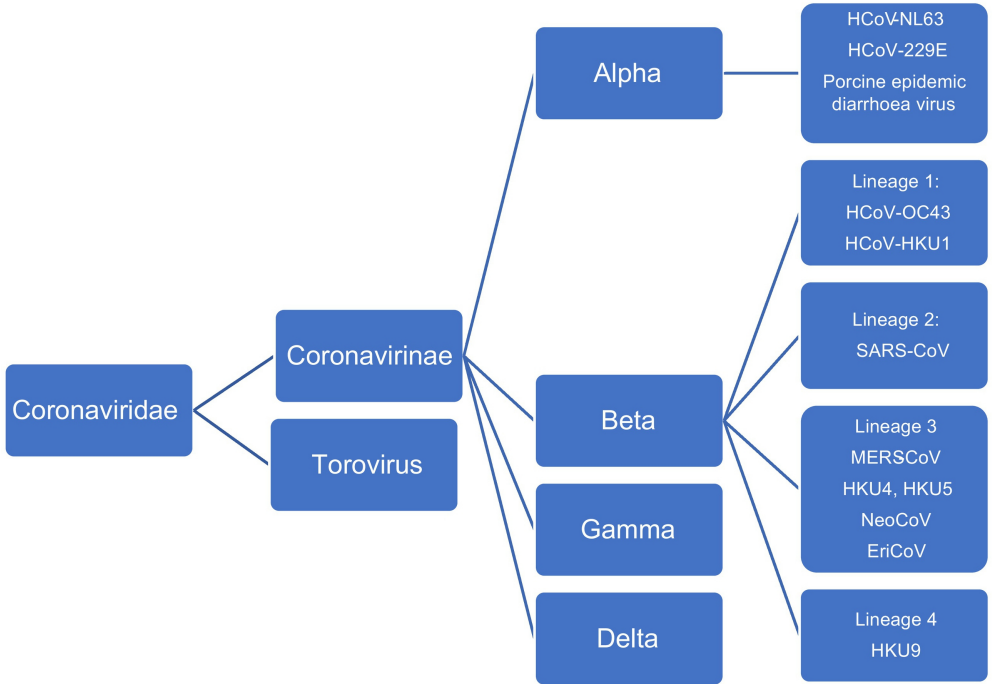 Coronaviridae
Coronavirinae
Torovirus
Alpha
Beta
Gamma
Delta
HCoV-NL63
HCoV-229E
Porcine epidemic
diarrhoea virus
Lineage 1:
HCoV-OC43
HCoV-HKU1
Lineage 2:
SARS-CoV
Lineage 3
MERSCoV
HKU4, HKU5
NeoCoV
EriCoV
Lineage 4
HKU9